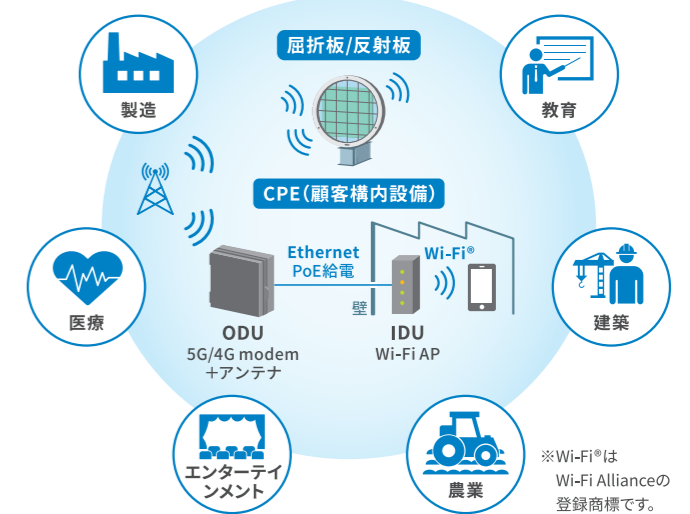 屈折板/反射板
製造
教育
CPE（顧客構内設備）
Ethernet
PoE給電
Wi-Fi®
壁
医療
建築
ODU
5G/4G modem
＋アンテナ
IDU
Wi-Fi AP
エンターテイ
ンメント
農業
※Wi-Fi®は
Wi-Fi Allianceの
登録商標です。